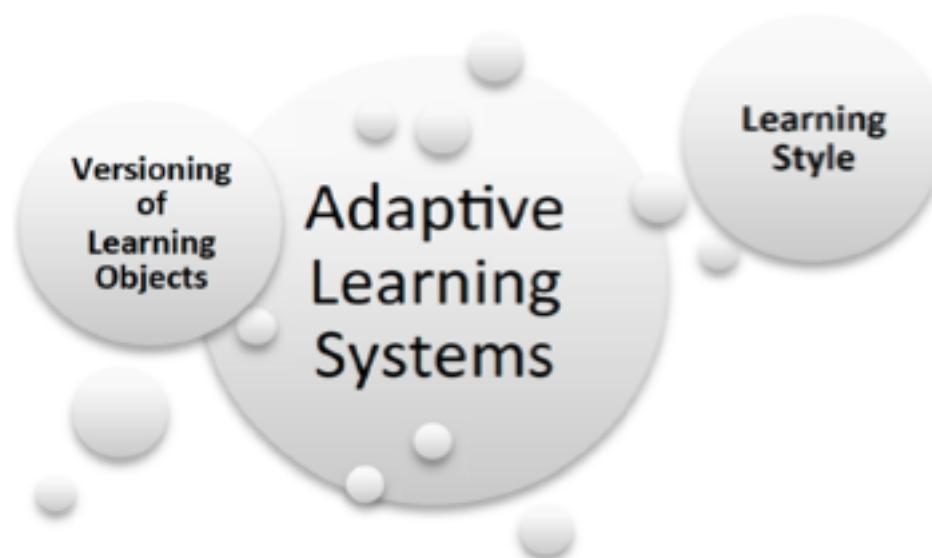 Versioning
of
Learning
Objects
Adaptive
Learning
Systems
Learning
Style